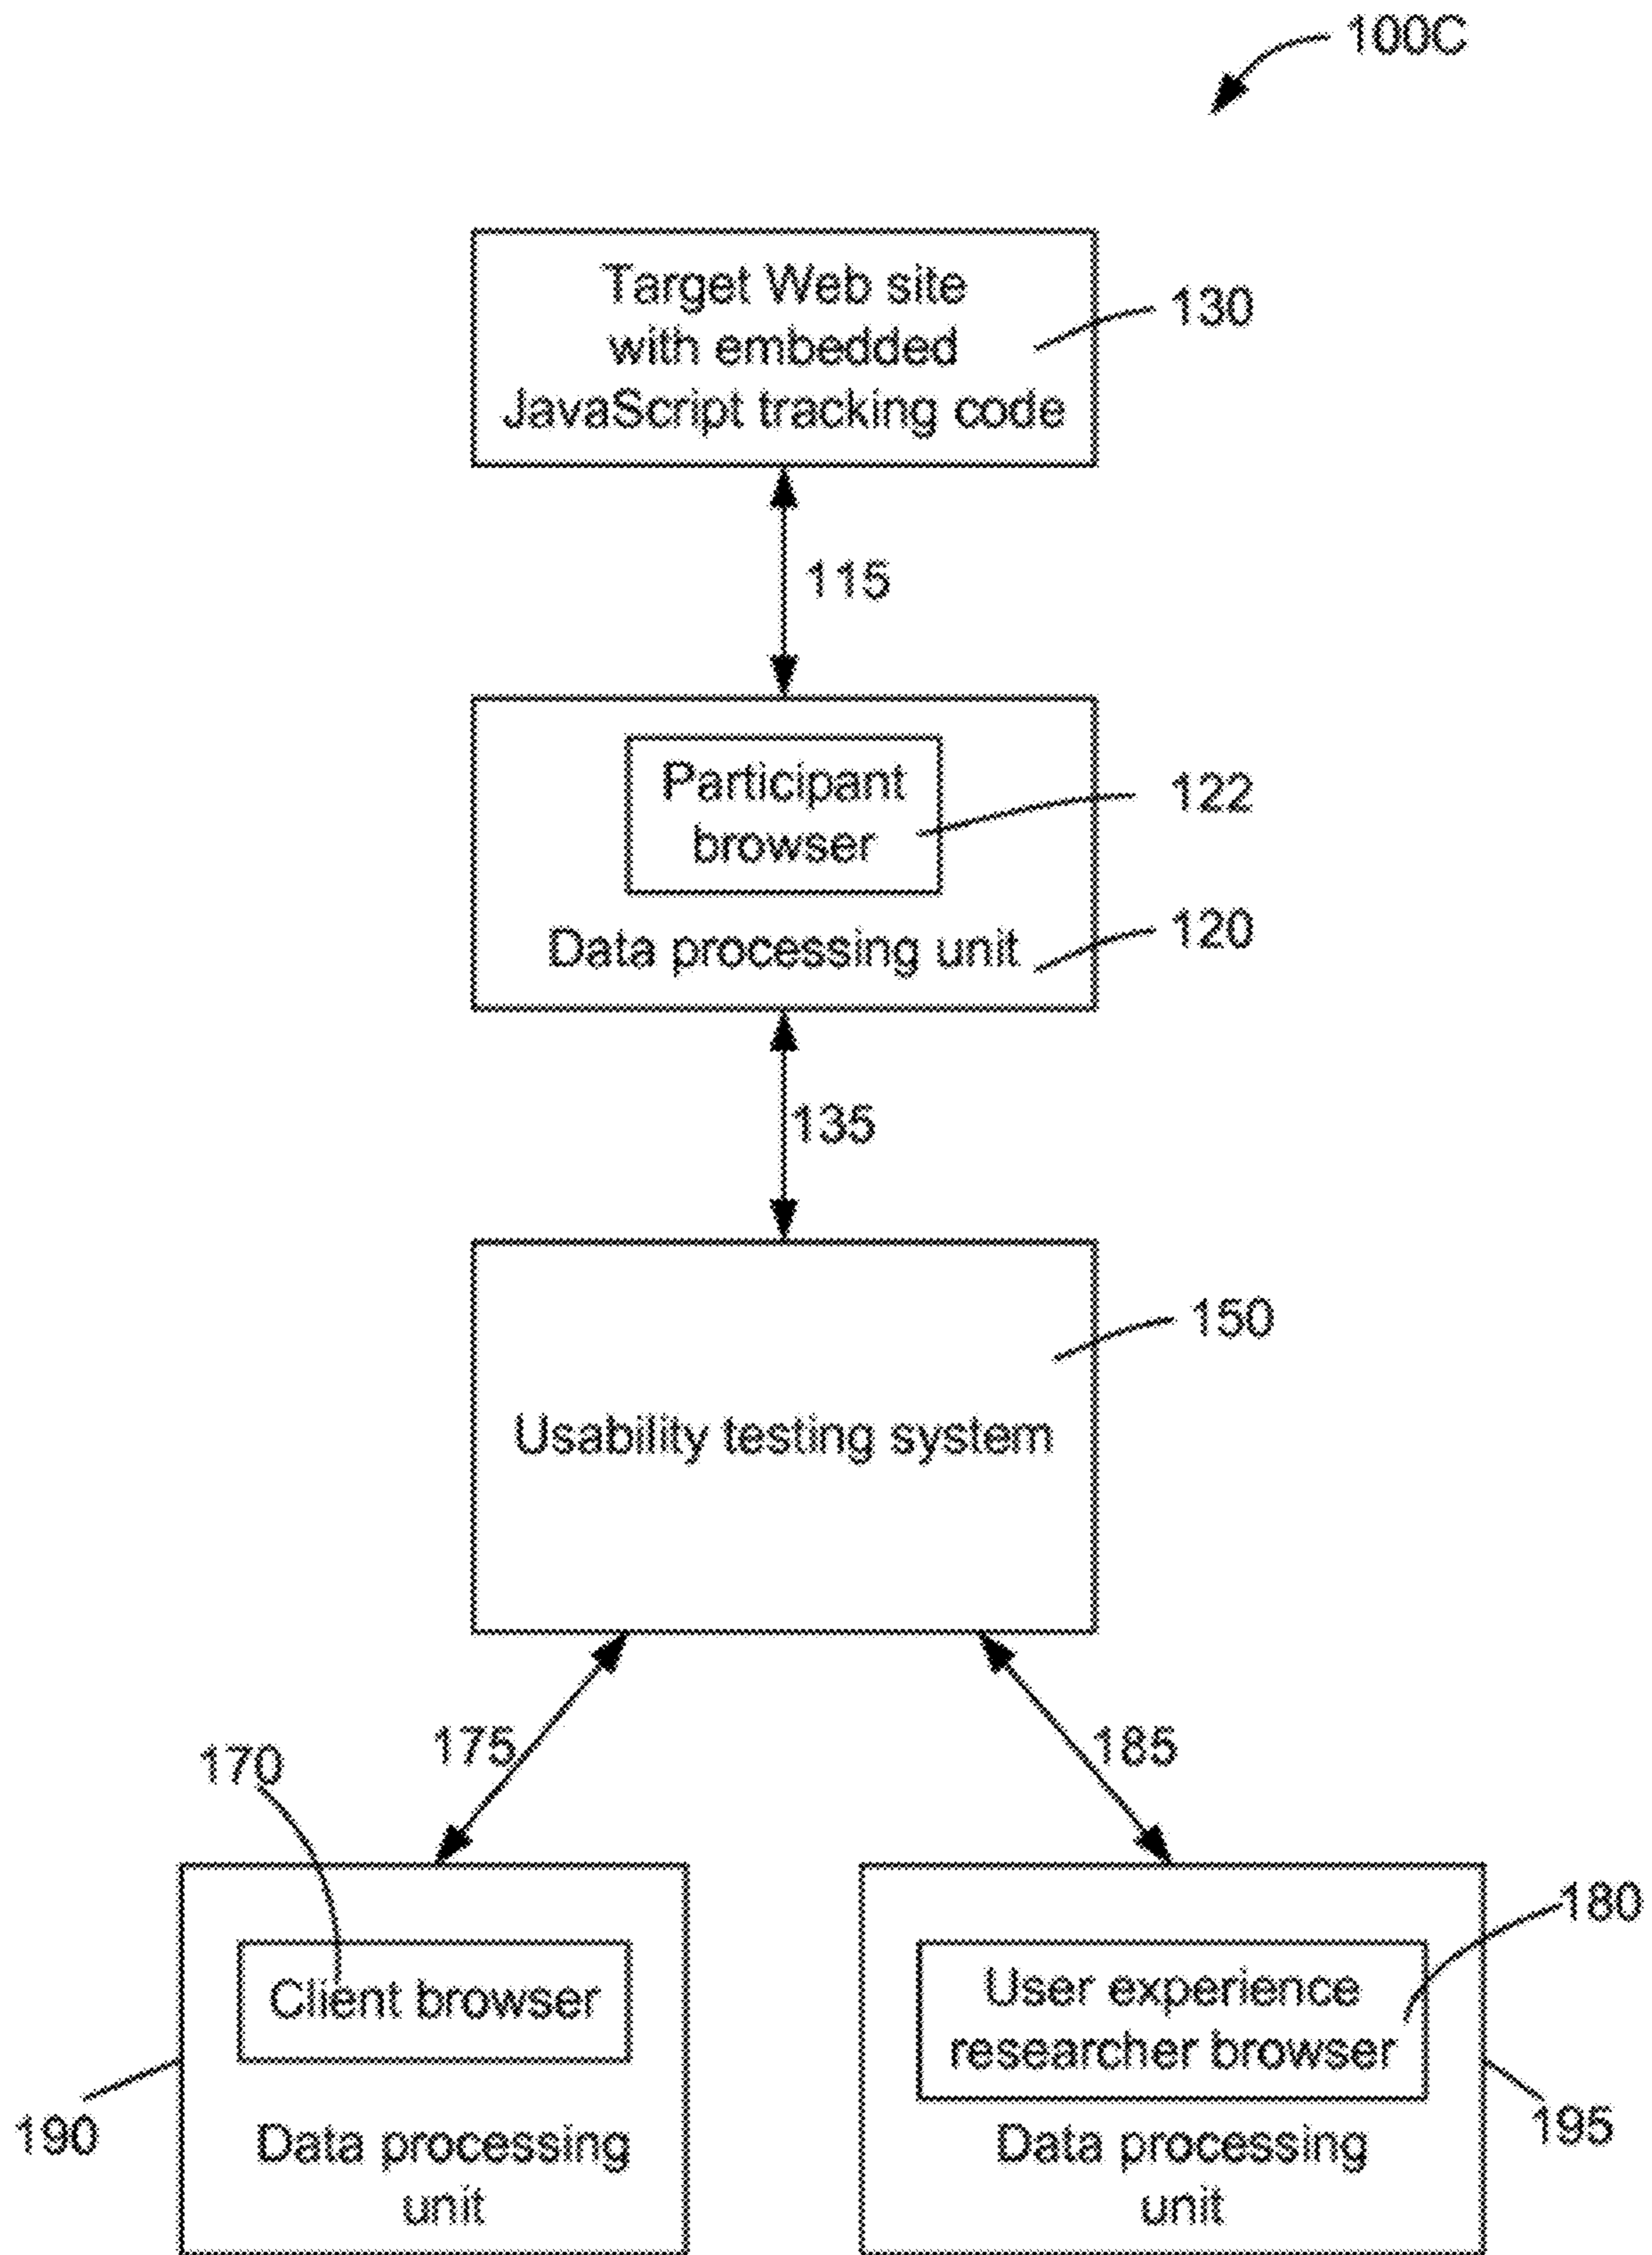 100C
Target Web site
with embedded
JavaScript tracking code
130
115
Participant
browser
122
Data processing unit
120
135
150
Usability testing system
175
185
170
180
Client browser
User experience
researcher browser
190
195
Data processing
unit
Data processing
unit